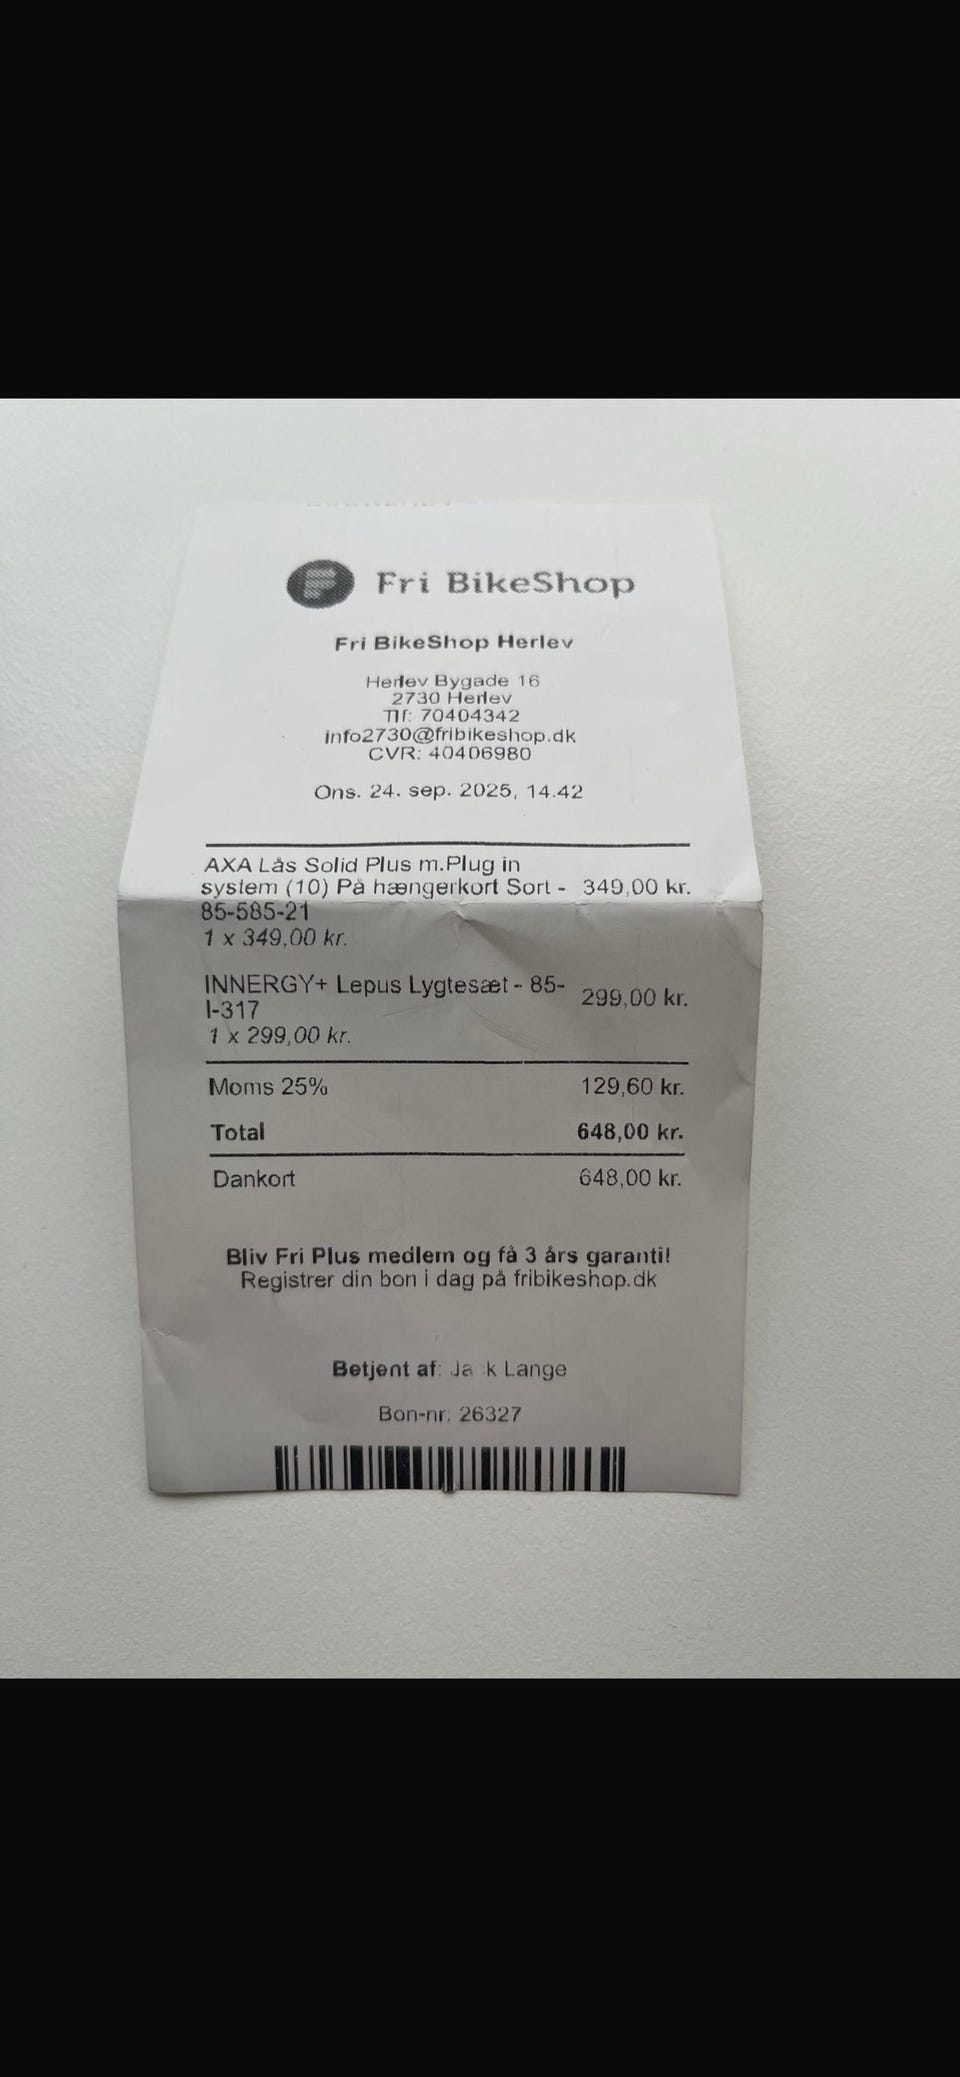 Fri BikeShop
Fri BikeShop Herlev
Herlev Bygade 16
2730 Herlev
Tlf: 70404342
info2730@fribikeshop.dk
CVR: 40406980
Ons. 24. sep. 2025, 14.42
AXA Lås Solid Plus m.Plug in
system (10) På hængerkort Sort - 349,00 kr.
85-585-21
1 x 349,00 kr.
INNERGY+ Lepus Lygtesæt - 85- 299,00 kr.
I-317
1 x 299,00 kr.
Moms 25% 129,60 kr.
Total 648,00 kr.
Dankort 648,00 kr.
Bliv Fri Plus medlem og få 3 års garanti!
Registrer din bon i dag på fribikeshop.dk
Betjent af: Lange
Bon-nr: 26327